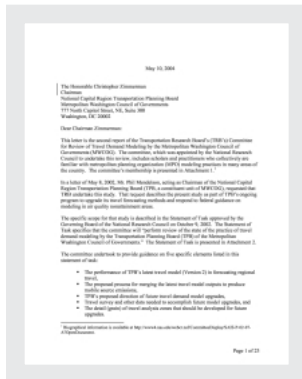 May 10, 2004
The Honorable Christopher Zimmerman
Chairman
National Capital Region Transportation Planning Board
Metropolitan Washington Council of Governments
777 North Capitol Street, NE, Suite 300
Washington, DC 20002
Dear Chairman Zimmerman:
This letter is the second report of the Transportation Research Board's (TRB's) Committee
for Review of Travel Demand Modeling by the Metropolitan Washington Council of
Governments (MWCOG). The committee, which was appointed by the National Research
Council to undertake this review, includes scholars and practitioners who collectively are
familiar with metropolitan planning organization (MPO) modeling practices in many areas of
the country. The committee's membership is presented in Attachment 1.¹
In a letter of May 8, 2002, Mr. Phil Mendelson, acting as Chairman of the National Capital
Region Transportation Planning Board (TPB, a constituent unit of MWCOG), requested that
TRB undertake this study. That request describes the present study as part of TPB's ongoing
program to upgrade its travel forecasting methods and respond to federal guidance on
modeling in air quality nonattainment areas.
The specific scope for this study is described in the Statement of Task approved by the
Governing Board of the National Research Council on October 9, 2002. The Statement of
Task specifies that the committee will "perform review of the state of the practice of travel
demand modeling by the Transportation Planning Board (TPB) of the Metropolitan
Washington Council of Governments." The Statement of Task is presented in Attachment 2.
The committee undertook to provide guidance on five specific elements listed in this
statement of task:
• The performance of TPB's latest travel model (Version 2) in forecasting regional
travel;
• The proposed process for merging the latest travel model outputs to produce
mobile source emissions;
• TPB's proposed direction of future travel demand model upgrades;
• Travel survey and other data needed to accomplish future model upgrades; and
• The detail (grain) of travel analysis zones that should be developed for future
upgrades.
¹ Biographical information is available at
Page 1 of 23